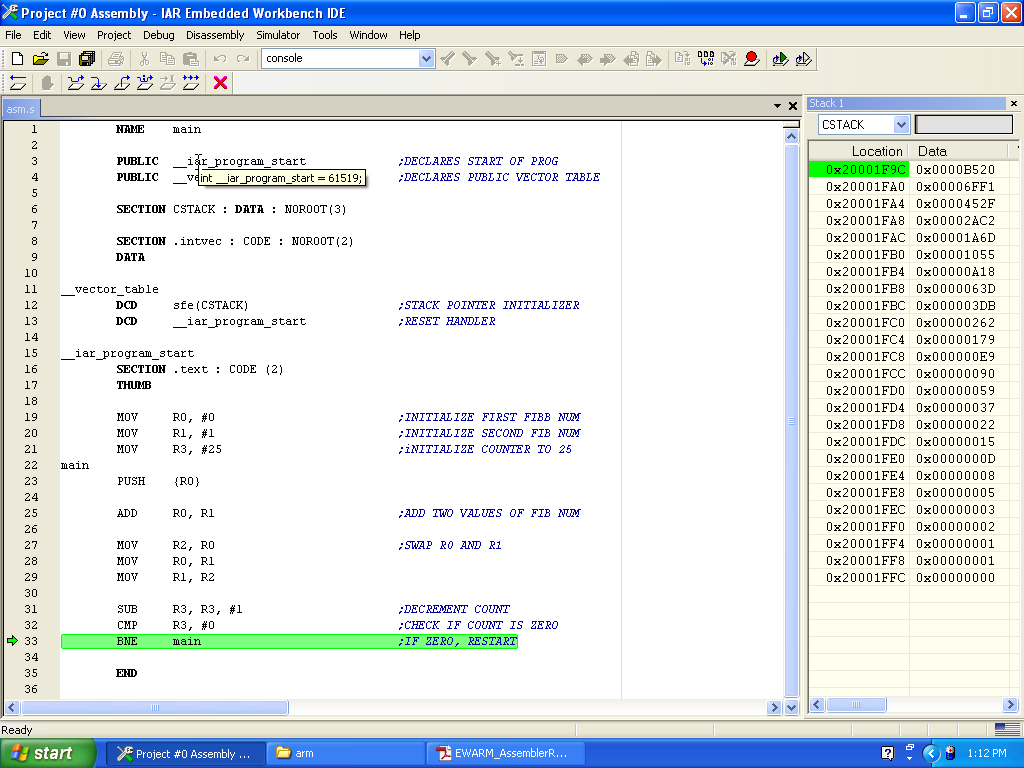 Project #0 Assembly - IAR Embedded Workbench IDE
File Edit View Project Debug Disassembly Simulator Tools Window Help
console
asm.s
1 NAME main
2
3 PUBLIC __iar_program_start ;DECLARES START OF PROG
4 PUBLIC __ve ;DECLARES PUBLIC VECTOR TABLE
int __iar_program_start = 61519;
5
6 SECTION CSTACK : DATA : NOROOT(3)
7
8 SECTION .intvec : CODE : NOROOT(2)
9 DATA
10
11 __vector_table
12 DCD sfe(CSTACK) ;STACK POINTER INITIALIZER
13 DCD __iar_program_start ;RESET HANDLER
14
15 __iar_program_start
16 SECTION .text : CODE (2)
17 THUMB
18
19 MOV R0, #0 ;INITIALIZE FIRST FIBB NUM
20 MOV R1, #1 ;INITIALIZE SECOND FIB NUM
21 MOV R3, #25 ;iNITIALIZE COUNTER TO 25
22 main
23 PUSH {R0}
24
25 ADD R0, R1 ;ADD TWO VALUES OF FIB NUM
26
27 MOV R2, R0 ;SWAP R0 AND R1
28 MOV R0, R1
29 MOV R1, R2
30
31 SUB R3, R3, #1 ;DECREMENT COUNT
32 CMP R3, #0 ;CHECK IF COUNT IS ZERO
33 BNE main ;IF ZERO, RESTART
34
35 END
36
Stack 1
CSTACK
Location Data
0x20001F9C 0x0000B520
0x20001FA0 0x00006FF1
0x20001FA4 0x0000452F
0x20001FA8 0x00002AC2
0x20001FAC 0x00001A6D
0x20001FB0 0x00001055
0x20001FB4 0x00000A18
0x20001FB8 0x0000063D
0x20001FBC 0x000003DB
0x20001FC0 0x00000262
0x20001FC4 0x00000179
0x20001FC8 0x000000E9
0x20001FCC 0x00000090
0x20001FD0 0x00000059
0x20001FD4 0x00000037
0x20001FD8 0x00000022
0x20001FDC 0x00000015
0x20001FE0 0x0000000D
0x20001FE4 0x00000008
0x20001FE8 0x00000005
0x20001FEC 0x00000003
0x20001FF0 0x00000002
0x20001FF4 0x00000001
0x20001FF8 0x00000001
0x20001FFC 0x00000000
Ready
start Project #0 Assembly ... arm EWARM_AssemblerR... 1:12 PM